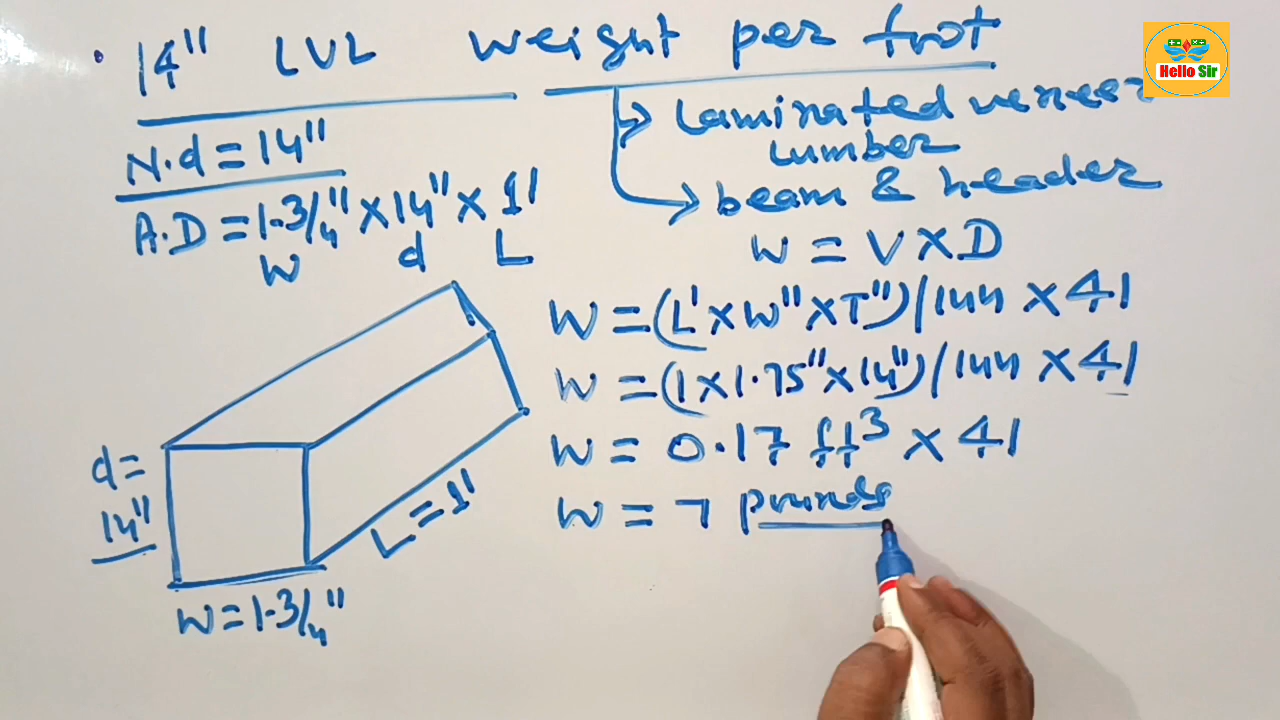 14" LVL weight per foot
Hello Sir
Laminated veneer
Lumber
beam & header
N.d = 14"
A.D = 1.3/4" x 14" x 1'
W d L
W = V x D
W = (L' x W" x T") / 144 x 41
W = (1 x 1.75" x 14") / 144 x 41
W = 0.17 ft³ x 41
W = 7 pounds
d =
14"
L = 1'
W = 1.3/4"